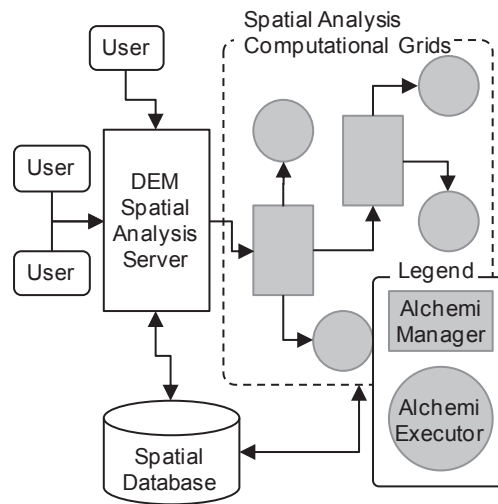 Spatial Analysis
Computational Grids
User
User
User
DEM
Spatial
Analysis
Server
Spatial
Database
Legend
Alchemi
Manager
Alchemi
Executor